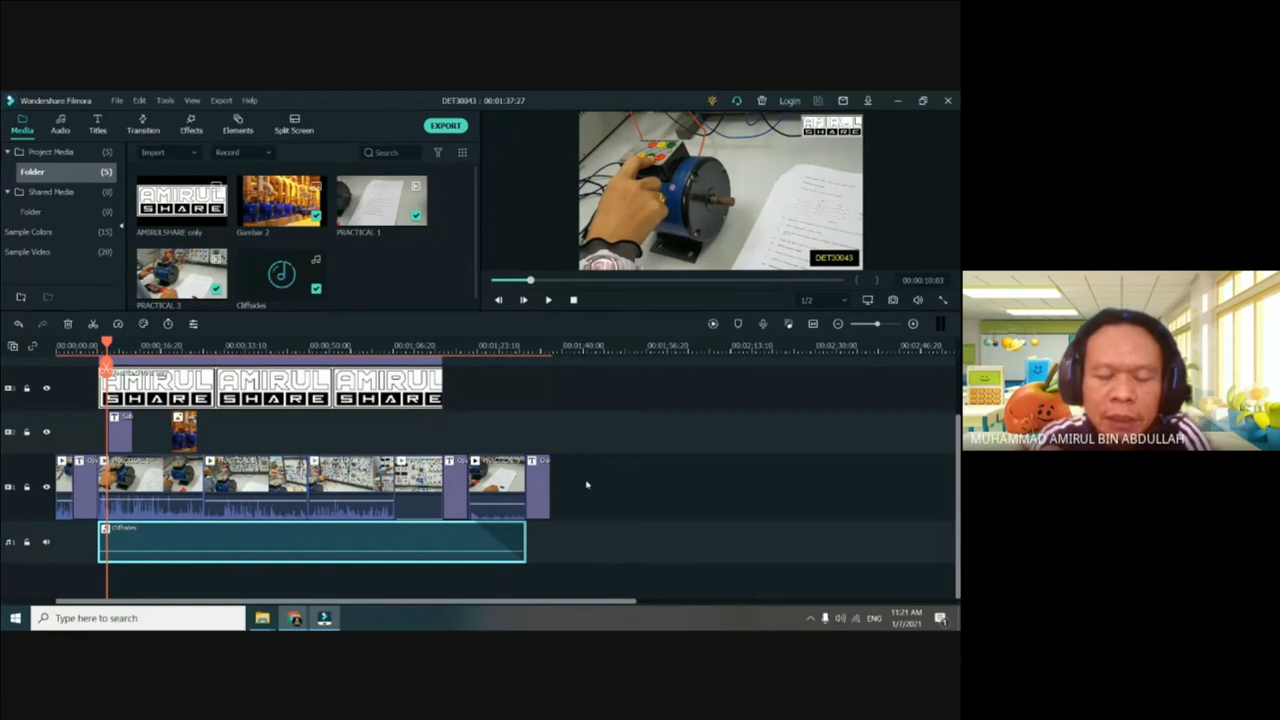 Wondershare Filmora File Edit Tools View Export Help DET30043 : 00:01:37:27 Login
Media Audio Titles Transition Effects Elements Split Screen EXPORT
Project Media (5) Import Record Search
Folder (5)
Shared Media (0)
Folder (0)
Sample Colors (15)
Sample Video (20)
AMIRUL
SHARE
AMIRULSHARE only Gambar 2 PRACTICAL 1
PRACTICAL 3 Cliffsides
AMIRUL
SHARE
DET30043
00:00:10:03
1/2
00:00:00:00 00:00:16:20 00:00:33:10 00:00:50:00 00:01:06:20 00:01:23:10 00:01:40:00 00:01:56:20 00:02:13:10 00:02:30:00 00:02:46:20
AMIRUL AMIRUL AMIRUL
SHARE SHARE SHARE
Cliffsides
Type here to search
ENG
11:21 AM
1/7/2021
MUHAMMAD AMIRUL BIN ABDULLAH